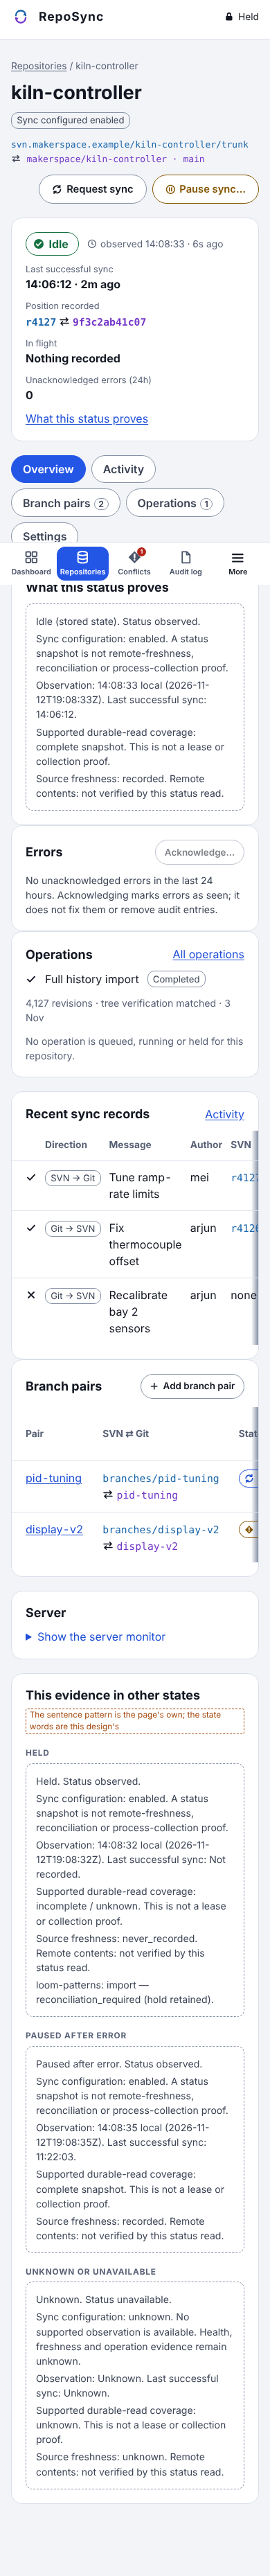 RepoSync
Held
Repositories / kiln-controller
kiln-controller
Sync configured enabled
svn.makerspace.example/kiln-controller/trunk
⇄ makerspace/kiln-controller · main
Request sync
Pause sync…
Idle
observed 14:08:33 · 6s ago
Last successful sync
14:06:12 · 2m ago
Position recorded
r4127 ⇄ 9f3c2ab41c07
In flight
Nothing recorded
Unacknowledged errors (24h)
0
What this status proves
Overview
Activity
Branch pairs 2
Operations 1
Settings
Dashboard
Repositories
Conflicts 1
Audit log
More
What this status proves
Idle (stored state). Status observed.
Sync configuration: enabled. A status
snapshot is not remote-freshness,
reconciliation or process-collection proof.
Observation: 14:08:33 local (2026-11-
12T19:08:33Z). Last successful sync:
14:06:12.
Supported durable-read coverage:
complete snapshot. This is not a lease or
collection proof.
Source freshness: recorded. Remote
contents: not verified by this status read.
Errors
Acknowledge…
No unacknowledged errors in the last 24
hours. Acknowledging marks errors as seen; it
does not fix them or remove audit entries.
Operations
All operations
Full history import
Completed
4,127 revisions · tree verification matched · 3
Nov
No operation is queued, running or held for this
repository.
Recent sync records
Activity
Direction Message Author SVN
SVN → Git
Tune ramp-
rate limits
mei
r4127
Git → SVN
Fix
thermocouple
offset
arjun
r4126
Git → SVN
Recalibrate
bay 2
sensors
arjun
none
Branch pairs
Add branch pair
Pair SVN ⇄ Git Stat
pid-tuning
branches/pid-tuning
⇄ pid-tuning
display-v2
branches/display-v2
⇄ display-v2
Server
Show the server monitor
This evidence in other states
The sentence pattern is the page's own; the state
words are this design's
HELD
Held. Status observed.
Sync configuration: enabled. A status
snapshot is not remote-freshness,
reconciliation or process-collection proof.
Observation: 14:08:32 local (2026-11-
12T19:08:32Z). Last successful sync: Not
recorded.
Supported durable-read coverage:
incomplete / unknown. This is not a lease
or collection proof.
Source freshness: never_recorded.
Remote contents: not verified by this
status read.
loom-patterns: import —
reconciliation_required (hold retained).
PAUSED AFTER ERROR
Paused after error. Status observed.
Sync configuration: enabled. A status
snapshot is not remote-freshness,
reconciliation or process-collection proof.
Observation: 14:08:35 local (2026-11-
12T19:08:35Z). Last successful sync:
11:22:03.
Supported durable-read coverage:
complete snapshot. This is not a lease or
collection proof.
Source freshness: recorded. Remote
contents: not verified by this status read.
UNKNOWN OR UNAVAILABLE
Unknown. Status unavailable.
Sync configuration: unknown. No
supported observation is available. Health,
freshness and operation evidence remain
unknown.
Observation: Unknown. Last successful
sync: Unknown.
Supported durable-read coverage:
unknown. This is not a lease or collection
proof.
Source freshness: unknown. Remote
contents: not verified by this status read.